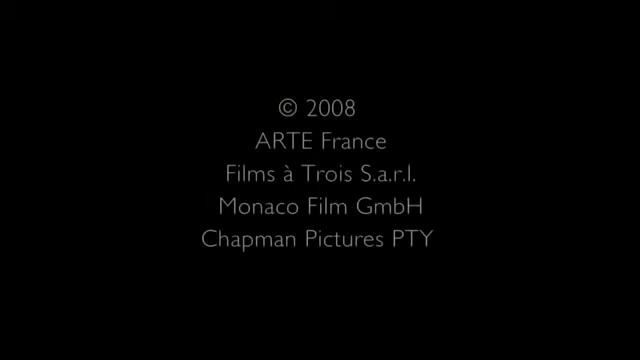 © 2008
ARTE France
Films à Trois S.a.r.l.
Monaco Film GmbH
Chapman Pictures PTY